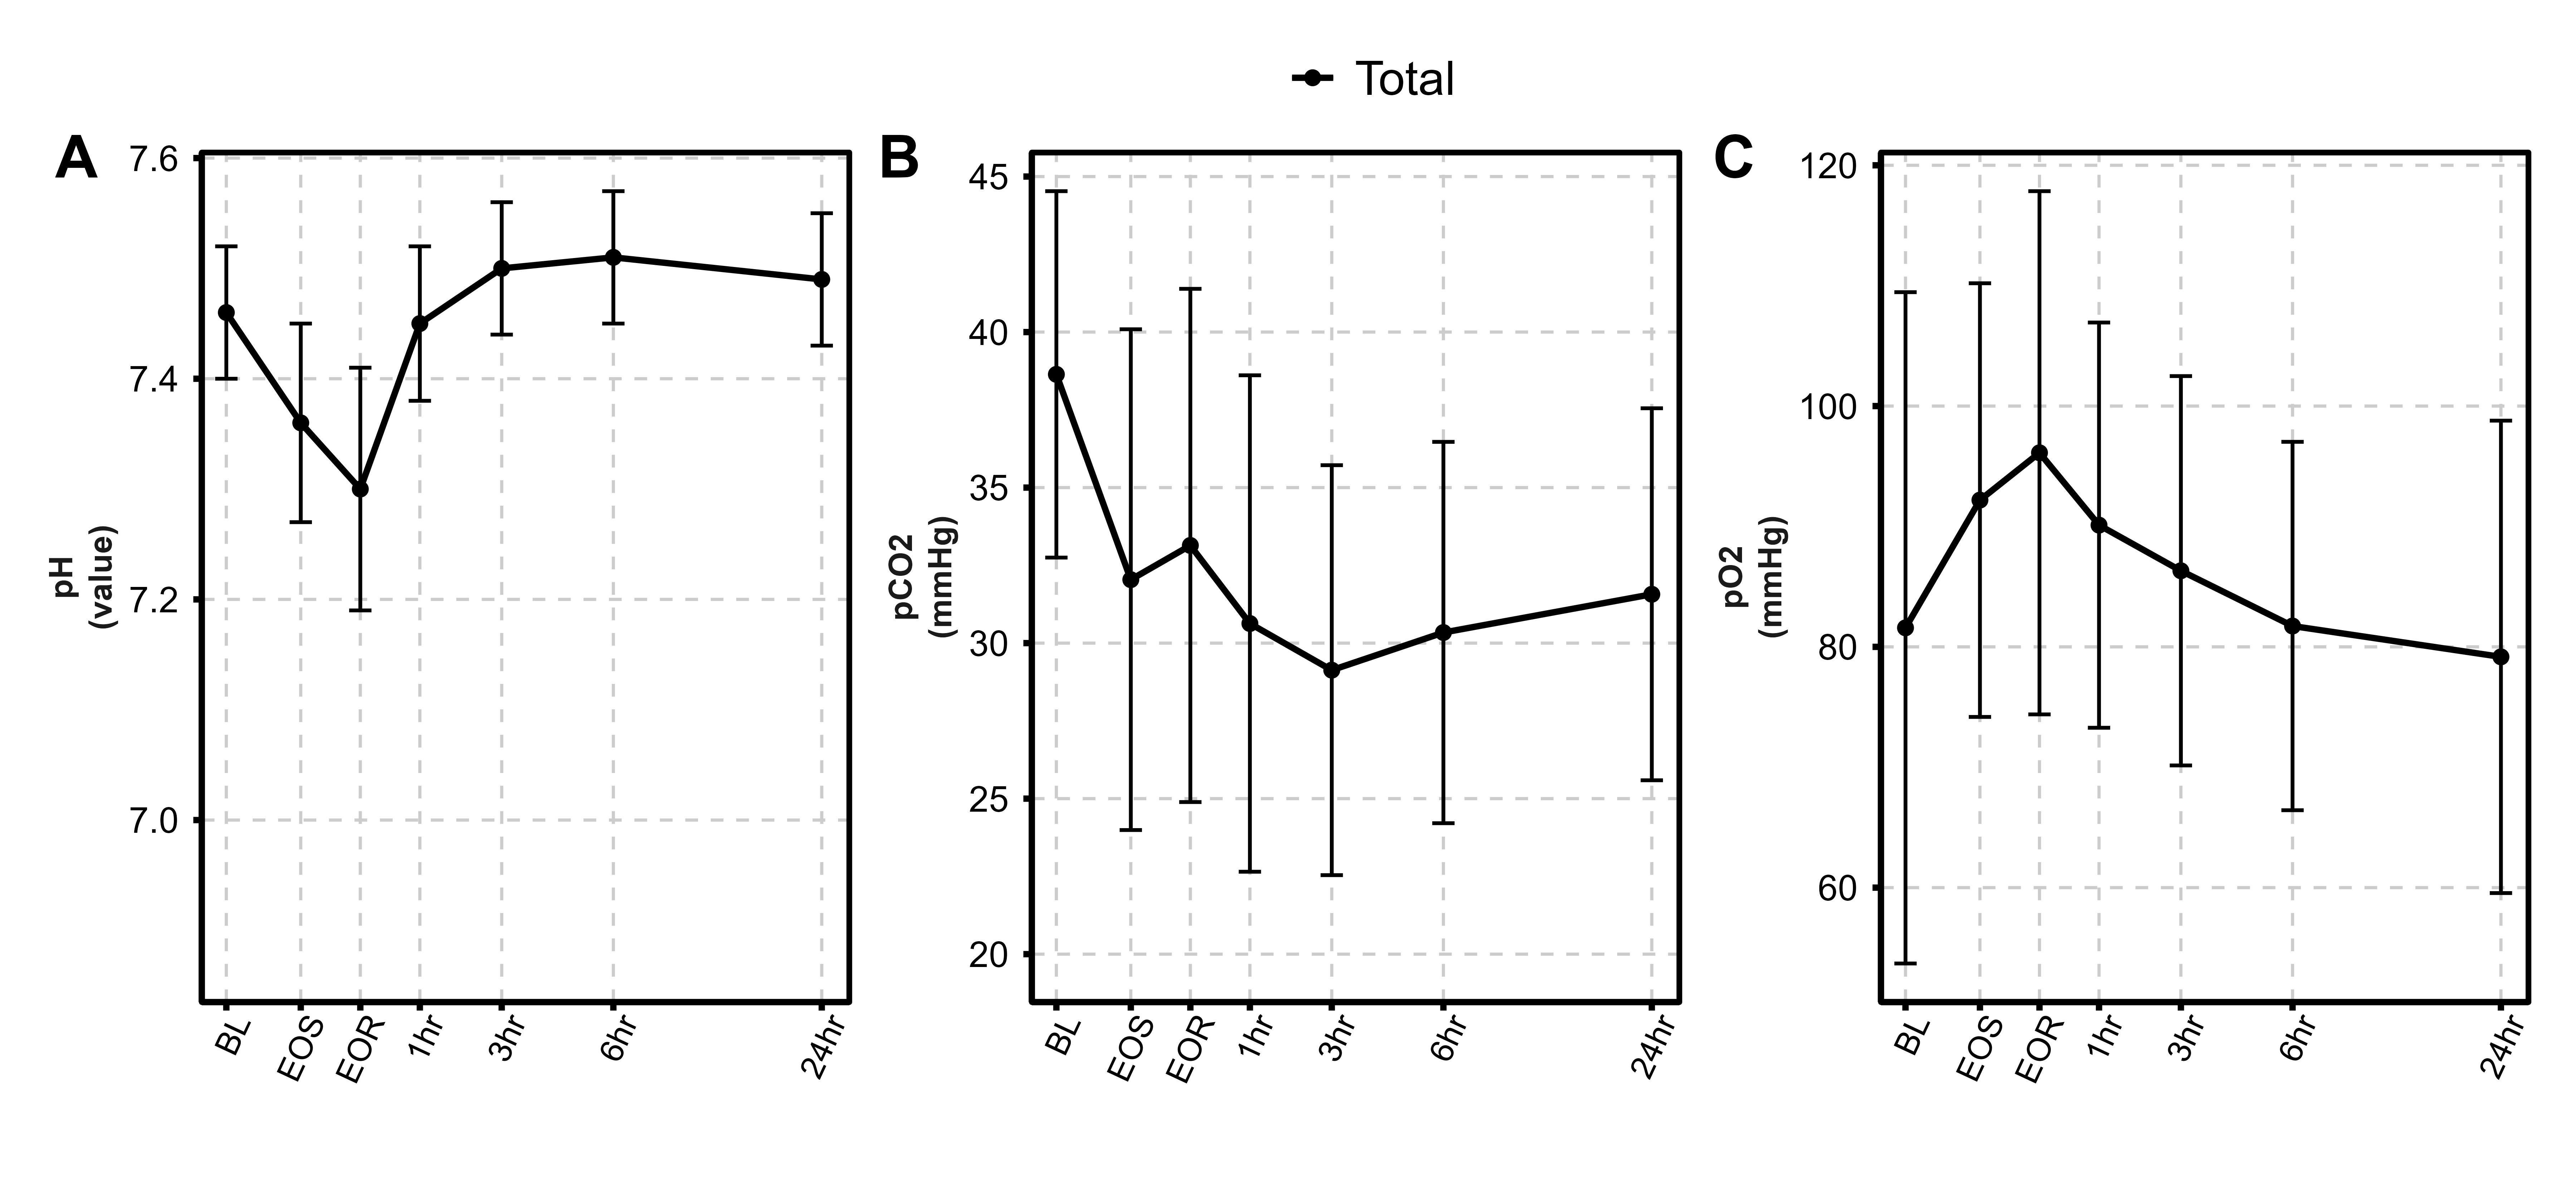 Total
A
7.6
7.4
7.2
7.0
pH
(value)
BL
EOS
EOR
1hr
3hr
6hr
24hr
B
45
40
35
30
25
20
pCO2
(mmHg)
BL
EOS
EOR
1hr
3hr
6hr
24hr
C
120
100
80
60
pO2
(mmHg)
BL
EOS
EOR
1hr
3hr
6hr
24hr